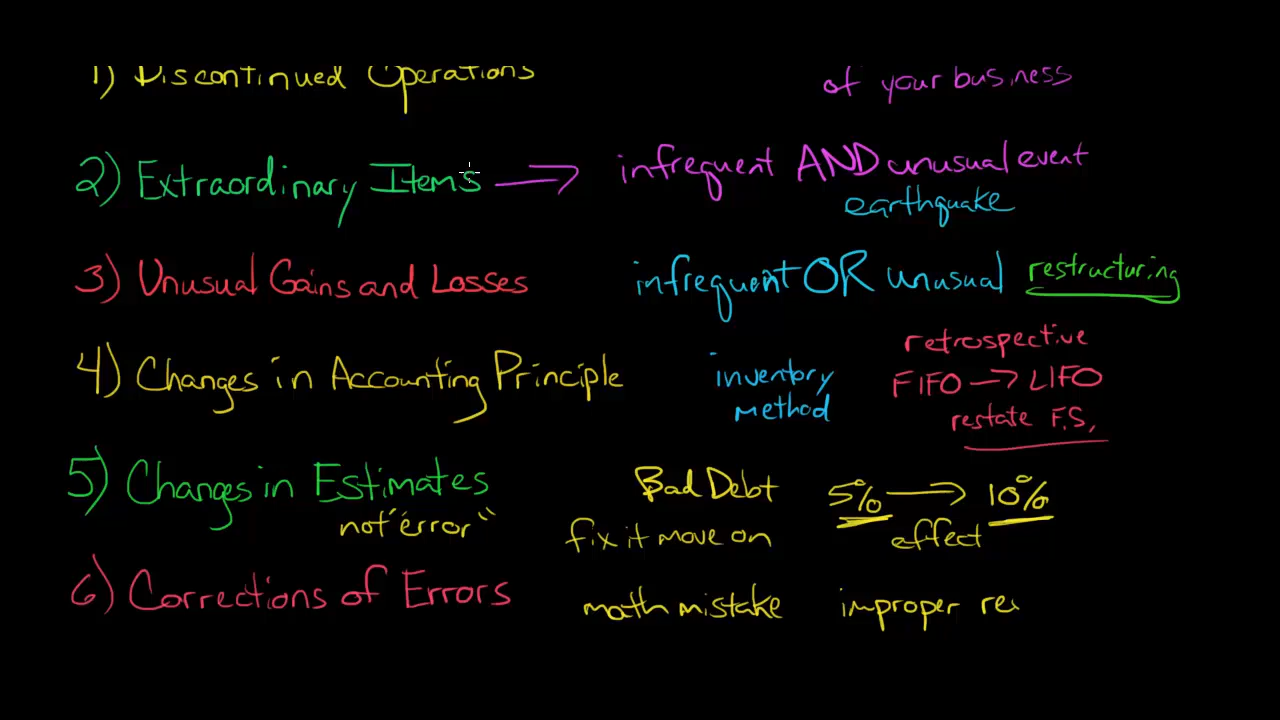 1) Discontinued Operations
of your business
2) Extraordinary Items → infrequent AND unusual event
earthquake
3) Unusual Gains and Losses infrequent OR unusual restructuring
retrospective
4) Changes in Accounting Principle inventory method FIFO → LIFO
restate F.S.
5) Changes in Estimates Bad Debt 5% → 10%
not "error" fix it move on effect
6) Corrections of Errors math mistake improper re